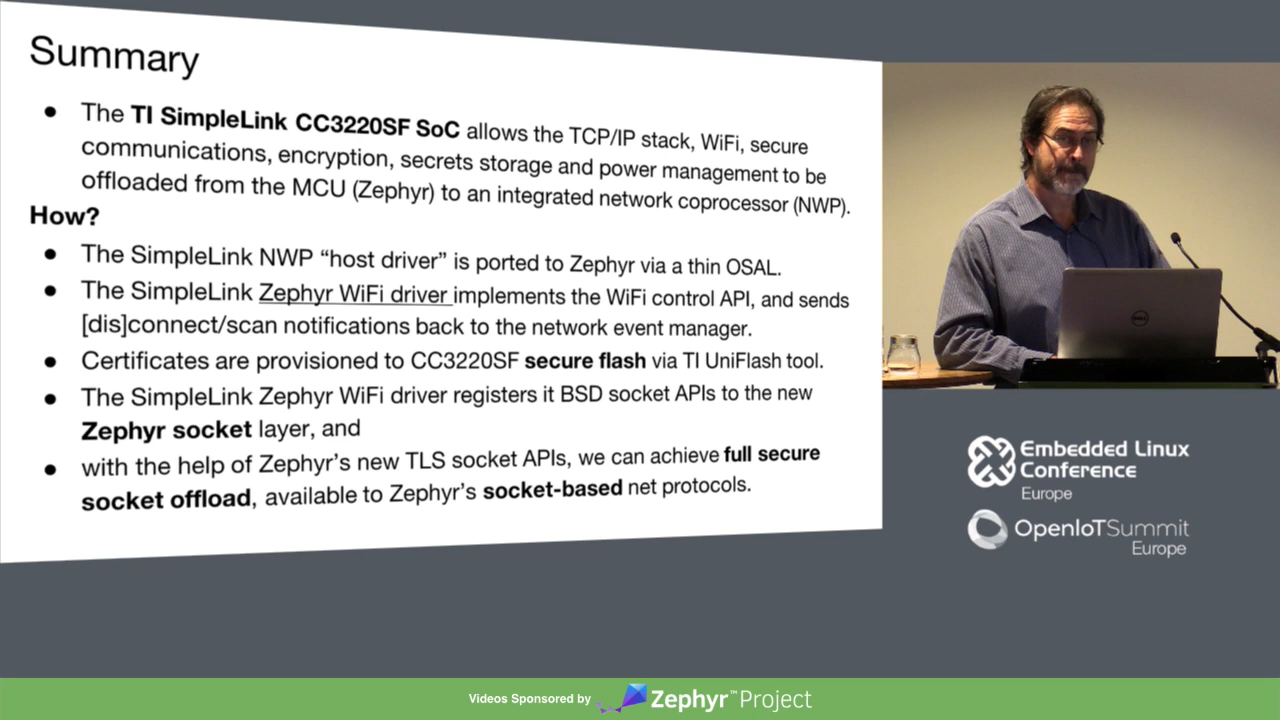 Summary
● The TI SimpleLink CC3220SF SoC allows the TCP/IP stack, WiFi, secure
communications, encryption, secrets storage and power management to be
offloaded from the MCU (Zephyr) to an integrated network coprocessor (NWP).
How?
● The SimpleLink NWP “host driver” is ported to Zephyr via a thin OSAL.
● The SimpleLink Zephyr WiFi driver implements the WiFi control API, and sends
[dis]connect/scan notifications back to the network event manager.
● Certificates are provisioned to CC3220SF secure flash via TI UniFlash tool.
● The SimpleLink Zephyr WiFi driver registers it BSD socket APIs to the new
Zephyr socket layer, and
● with the help of Zephyr’s new TLS socket APIs, we can achieve full secure
socket offload, available to Zephyr’s socket-based net protocols.
DELL
Embedded Linux
Conference
Europe
OpenIoTSummit
Europe
Videos Sponsored by Zephyr™Project